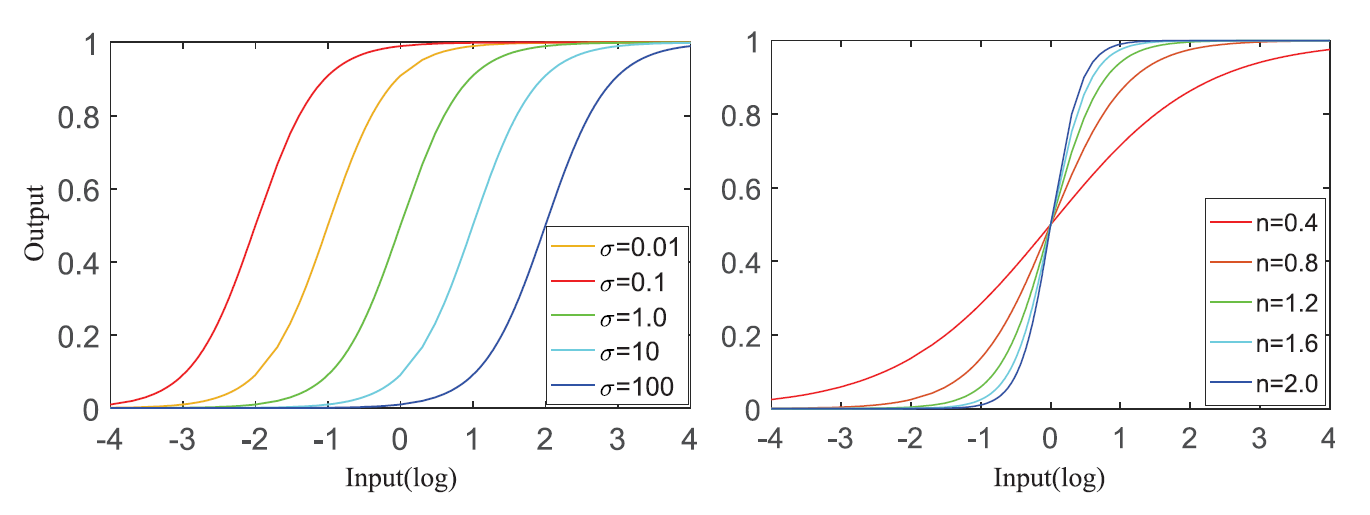 1
0.8
0.6
0.4
0.2
0
-4 -3 -2 -1 0 1 2 3 4
Output
Input(log)
σ=0.01
σ=0.1
σ=1.0
σ=10
σ=100
1
0.8
0.6
0.4
0.2
0
-4 -3 -2 -1 0 1 2 3 4
Input(log)
n=0.4
n=0.8
n=1.2
n=1.6
n=2.0